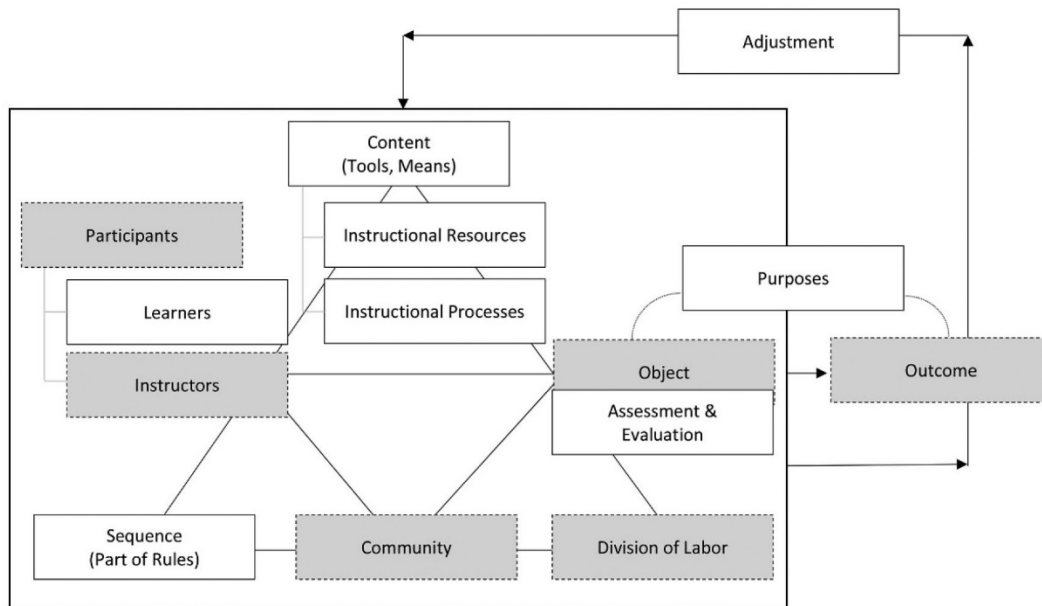 Adjustment
Content
(Tools, Means)
Participants
Instructional Resources
Purposes
Learners
Instructional Processes
Instructors
Object
Outcome
Assessment &
Evaluation
Sequence
(Part of Rules)
Community
Division of Labor